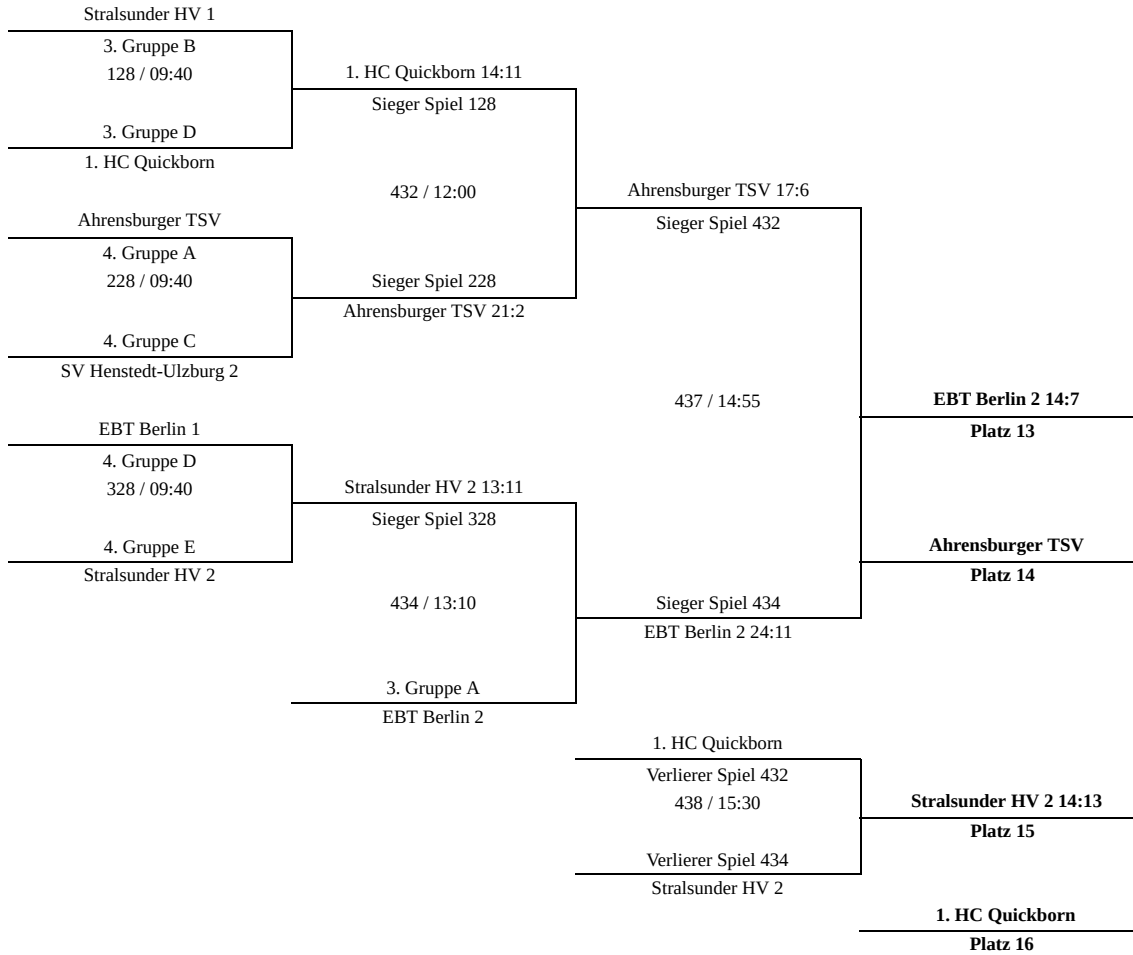 Stralsunder HV 1
3. Gruppe B
128 / 09:40
3. Gruppe D
1. HC Quickborn
1. HC Quickborn 14:11
Sieger Spiel 128
432 / 12:00
Ahrensburger TSV
4. Gruppe A
228 / 09:40
4. Gruppe C
SV Henstedt-Ulzburg 2
Sieger Spiel 228
Ahrensburger TSV 21:2
Ahrensburger TSV 17:6
Sieger Spiel 432
437 / 14:55
EBT Berlin 2 14:7
Platz 13
EBT Berlin 1
4. Gruppe D
328 / 09:40
4. Gruppe E
Stralsunder HV 2
Stralsunder HV 2 13:11
Sieger Spiel 328
434 / 13:10
3. Gruppe A
EBT Berlin 2
Sieger Spiel 434
EBT Berlin 2 24:11
Ahrensburger TSV
Platz 14
1. HC Quickborn
Verlierer Spiel 432
438 / 15:30
Verlierer Spiel 434
Stralsunder HV 2
Stralsunder HV 2 14:13
Platz 15
1. HC Quickborn
Platz 16